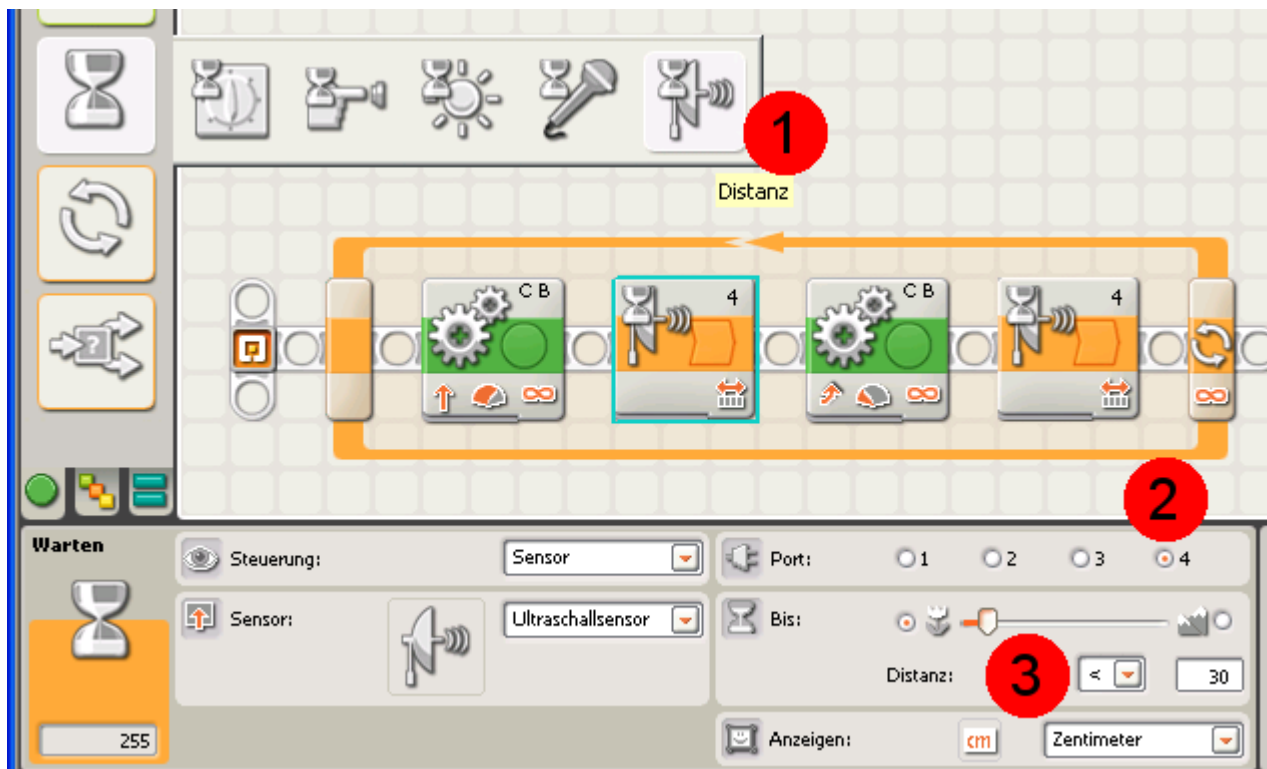 1
Distanz
C B
4
C B
4
2
Warten
Steuerung:
Sensor
Port:
1
2
3
4
Sensor:
Ultraschallsensor
Bis:
Distanz:
3
<
30
255
Anzeigen:
cm
Zentimeter